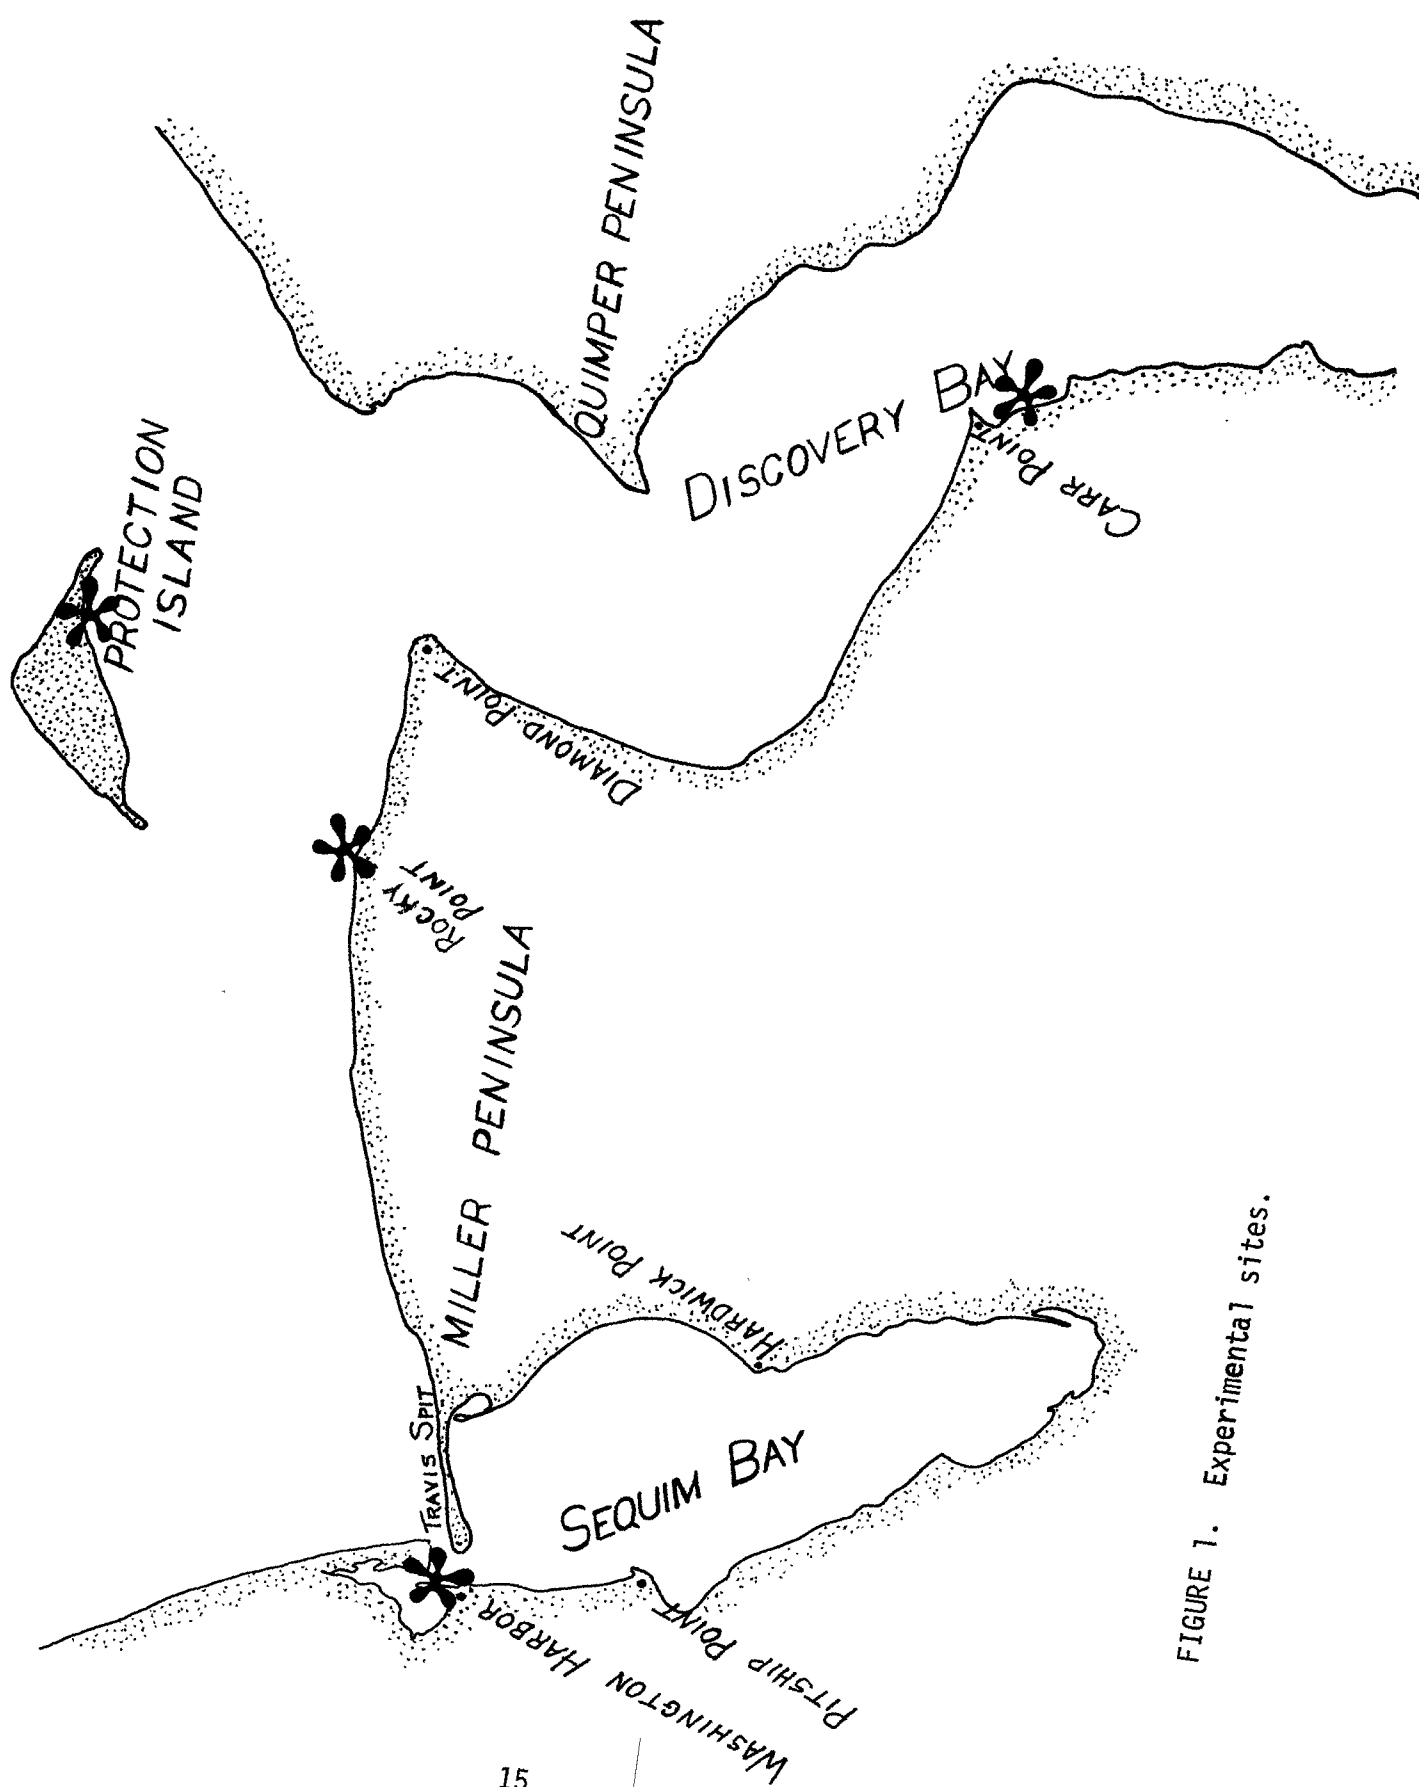 PROTECTION
ISLAND
QUIMPER PENINSULA
DISCOVERY BAY
CARR POINT
DIAMOND POINT
ROCKY
POINT
MILLER PENINSULA
TRAVIS SPIT
HARDWICK POINT
SEQUIM BAY
WASHINGTON HARBOR
PITSHIP POINT
FIGURE 1. Experimental sites.
15